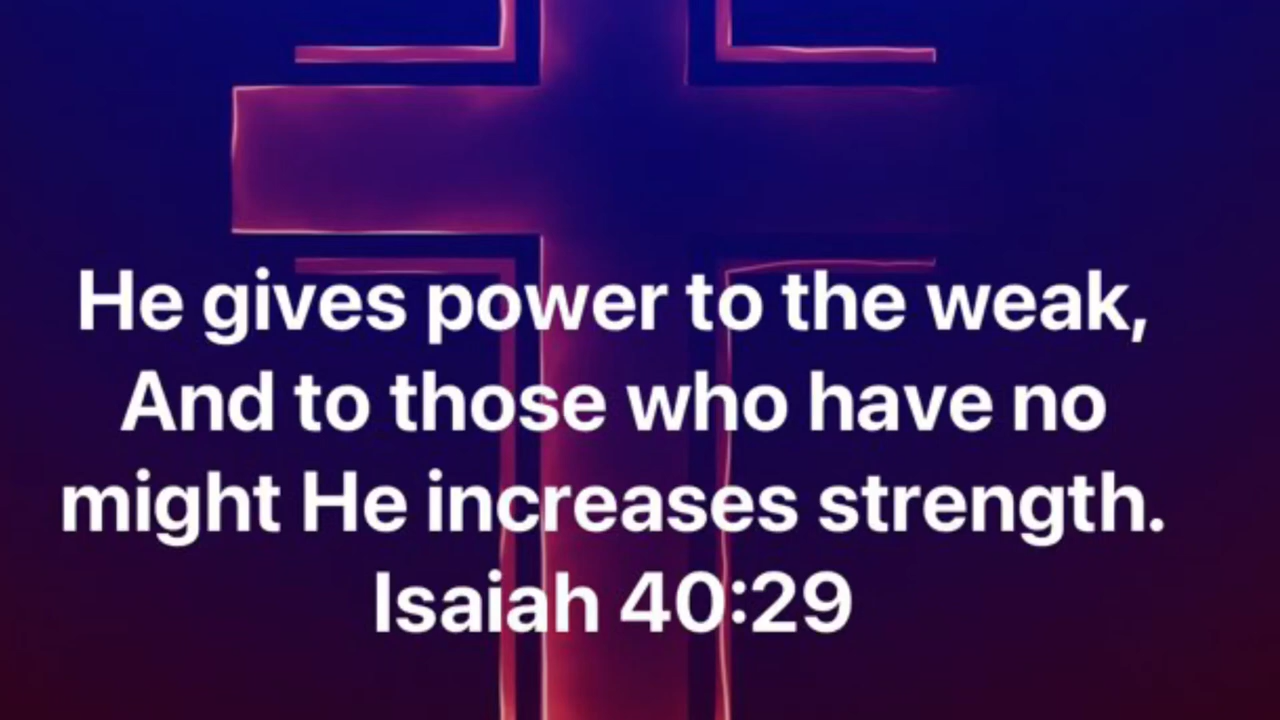 He gives power to the weak,
And to those who have no
might He increases strength.
Isaiah 40:29